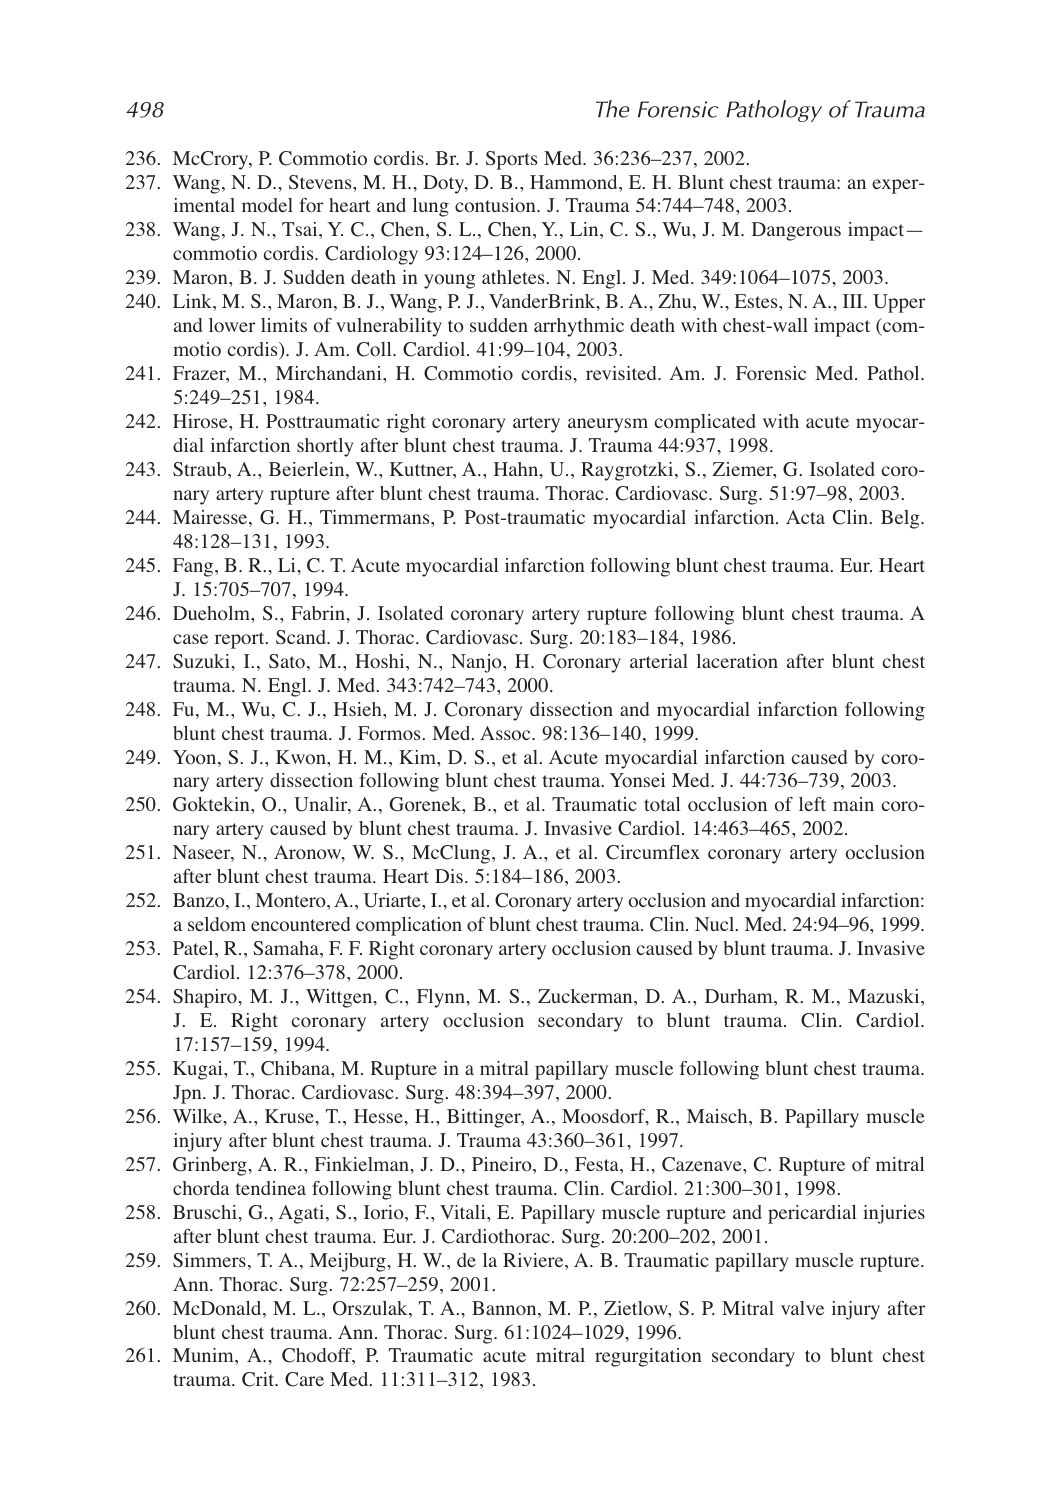 498 The Forensic Pathology of Trauma
236. McCrory, P. Commotio cordis. Br. J. Sports Med. 36:236–237, 2002.
237. Wang, N. D., Stevens, M. H., Doty, D. B., Hammond, E. H. Blunt chest trauma: an exper-
imental model for heart and lung contusion. J. Trauma 54:744–748, 2003.
238. Wang, J. N., Tsai, Y. C., Chen, S. L., Chen, Y., Lin, C. S., Wu, J. M. Dangerous impact—
commotio cordis. Cardiology 93:124–126, 2000.
239. Maron, B. J. Sudden death in young athletes. N. Engl. J. Med. 349:1064–1075, 2003.
240. Link, M. S., Maron, B. J., Wang, P. J., VanderBrink, B. A., Zhu, W., Estes, N. A., III. Upper
and lower limits of vulnerability to sudden arrhythmic death with chest-wall impact (com-
motio cordis). J. Am. Coll. Cardiol. 41:99–104, 2003.
241. Frazer, M., Mirchandani, H. Commotio cordis, revisited. Am. J. Forensic Med. Pathol.
5:249–251, 1984.
242. Hirose, H. Posttraumatic right coronary artery aneurysm complicated with acute myocar-
dial infarction shortly after blunt chest trauma. J. Trauma 44:937, 1998.
243. Straub, A., Beierlein, W., Kuttner, A., Hahn, U., Raygrotzki, S., Ziemer, G. Isolated coro-
nary artery rupture after blunt chest trauma. Thorac. Cardiovasc. Surg. 51:97–98, 2003.
244. Mairesse, G. H., Timmermans, P. Post-traumatic myocardial infarction. Acta Clin. Belg.
48:128–131, 1993.
245. Fang, B. R., Li, C. T. Acute myocardial infarction following blunt chest trauma. Eur. Heart
J. 15:705–707, 1994.
246. Dueholm, S., Fabrin, J. Isolated coronary artery rupture following blunt chest trauma. A
case report. Scand. J. Thorac. Cardiovasc. Surg. 20:183–184, 1986.
247. Suzuki, I., Sato, M., Hoshi, N., Nanjo, H. Coronary arterial laceration after blunt chest
trauma. N. Engl. J. Med. 343:742–743, 2000.
248. Fu, M., Wu, C. J., Hsieh, M. J. Coronary dissection and myocardial infarction following
blunt chest trauma. J. Formos. Med. Assoc. 98:136–140, 1999.
249. Yoon, S. J., Kwon, H. M., Kim, D. S., et al. Acute myocardial infarction caused by coro-
nary artery dissection following blunt chest trauma. Yonsei Med. J. 44:736–739, 2003.
250. Goktekin, O., Unalir, A., Gorenek, B., et al. Traumatic total occlusion of left main coro-
nary artery caused by blunt chest trauma. J. Invasive Cardiol. 14:463–465, 2002.
251. Naseer, N., Aronow, W. S., McClung, J. A., et al. Circumflex coronary artery occlusion
after blunt chest trauma. Heart Dis. 5:184–186, 2003.
252. Banzo, I., Montero, A., Uriarte, I., et al. Coronary artery occlusion and myocardial infarction:
a seldom encountered complication of blunt chest trauma. Clin. Nucl. Med. 24:94–96, 1999.
253. Patel, R., Samaha, F. F. Right coronary artery occlusion caused by blunt trauma. J. Invasive
Cardiol. 12:376–378, 2000.
254. Shapiro, M. J., Wittgen, C., Flynn, M. S., Zuckerman, D. A., Durham, R. M., Mazuski,
J. E. Right coronary artery occlusion secondary to blunt trauma. Clin. Cardiol.
17:157–159, 1994.
255. Kugai, T., Chibana, M. Rupture in a mitral papillary muscle following blunt chest trauma.
Jpn. J. Thorac. Cardiovasc. Surg. 48:394–397, 2000.
256. Wilke, A., Kruse, T., Hesse, H., Bittinger, A., Moosdorf, R., Maisch, B. Papillary muscle
injury after blunt chest trauma. J. Trauma 43:360–361, 1997.
257. Grinberg, A. R., Finkielman, J. D., Pineiro, D., Festa, H., Cazenave, C. Rupture of mitral
chorda tendinea following blunt chest trauma. Clin. Cardiol. 21:300–301, 1998.
258. Bruschi, G., Agati, S., Iorio, F., Vitali, E. Papillary muscle rupture and pericardial injuries
after blunt chest trauma. Eur. J. Cardiothorac. Surg. 20:200–202, 2001.
259. Simmers, T. A., Meijburg, H. W., de la Riviere, A. B. Traumatic papillary muscle rupture.
Ann. Thorac. Surg. 72:257–259, 2001.
260. McDonald, M. L., Orszulak, T. A., Bannon, M. P., Zietlow, S. P. Mitral valve injury after
blunt chest trauma. Ann. Thorac. Surg. 61:1024–1029, 1996.
261. Munim, A., Chodoff, P. Traumatic acute mitral regurgitation secondary to blunt chest
trauma. Crit. Care Med. 11:311–312, 1983.